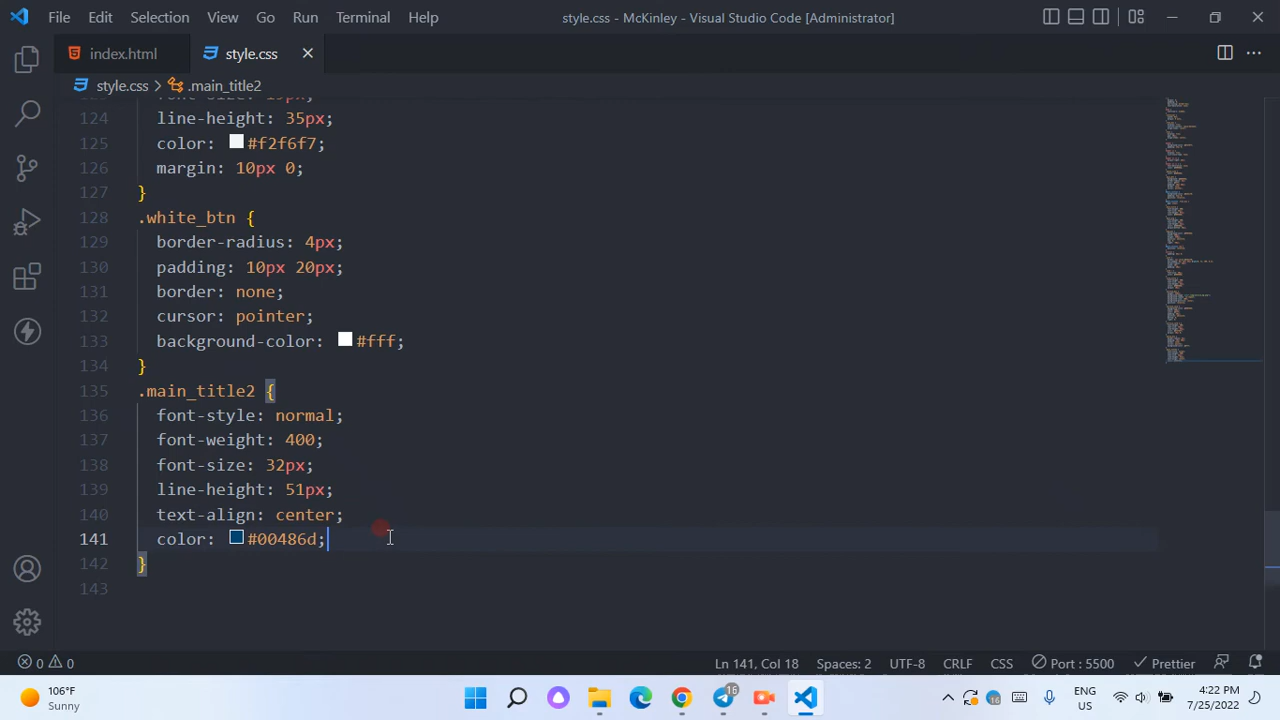 File Edit Selection View Go Run Terminal Help style.css - McKinley - Visual Studio Code [Administrator]
index.html style.css
style.css > .main_title2
124 line-height: 35px;
125 color: #f2f6f7;
126 margin: 10px 0;
127 }
128 .white_btn {
129 border-radius: 4px;
130 padding: 10px 20px;
131 border: none;
132 cursor: pointer;
133 background-color: #fff;
134 }
135 .main_title2 {
136 font-style: normal;
137 font-weight: 400;
138 font-size: 32px;
139 line-height: 51px;
140 text-align: center;
141 color: #00486d;
142 }
143
0 0 Ln 141, Col 18 Spaces: 2 UTF-8 CRLF CSS Port : 5500 Prettier
106°F
Sunny
16
16
ENG
US
4:22 PM
7/25/2022